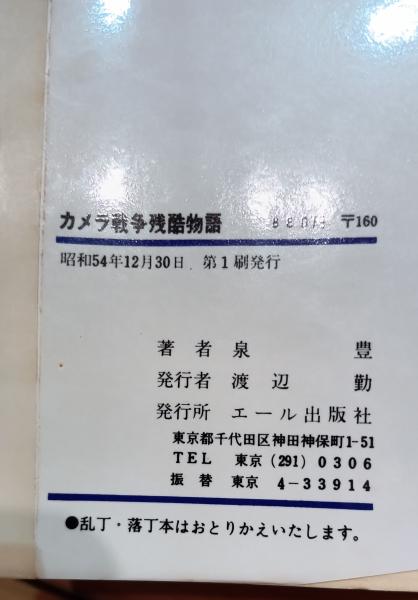 カメラ戦争残酷物語 880円 〒160
昭和54年12月30日 第1刷発行
著者 泉 豊
発行者 渡辺 勤
発行所 エール出版社
東京都千代田区神田神保町1-51
TEL 東京(291)0306
振替 東京 4-33914
●乱丁・落丁本はおとりかえいたします。